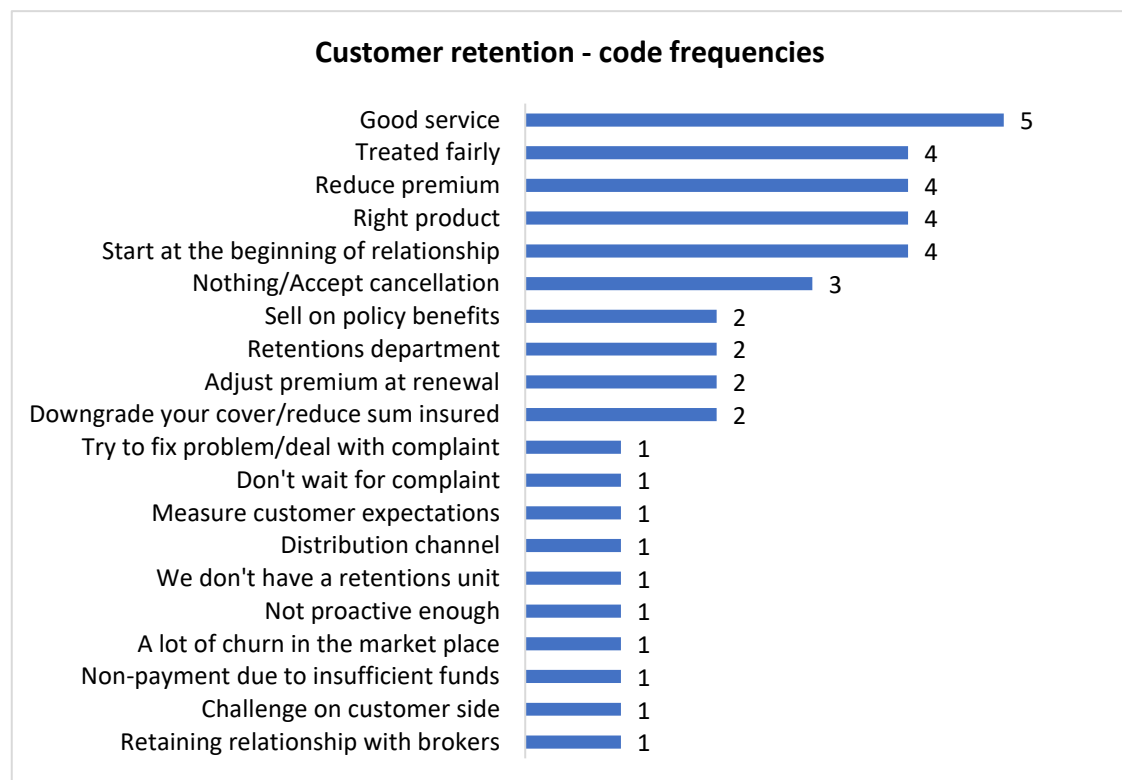 Customer retention - code frequencies
Good service 5
Treated fairly 4
Reduce premium 4
Right product 4
Start at the beginning of relationship 4
Nothing/Accept cancellation 3
Sell on policy benefits 2
Retentions department 2
Adjust premium at renewal 2
Downgrade your cover/reduce sum insured 2
Try to fix problem/deal with complaint 1
Don't wait for complaint 1
Measure customer expectations 1
Distribution channel 1
We don't have a retentions unit 1
Not proactive enough 1
A lot of churn in the market place 1
Non-payment due to insufficient funds 1
Challenge on customer side 1
Retaining relationship with brokers 1